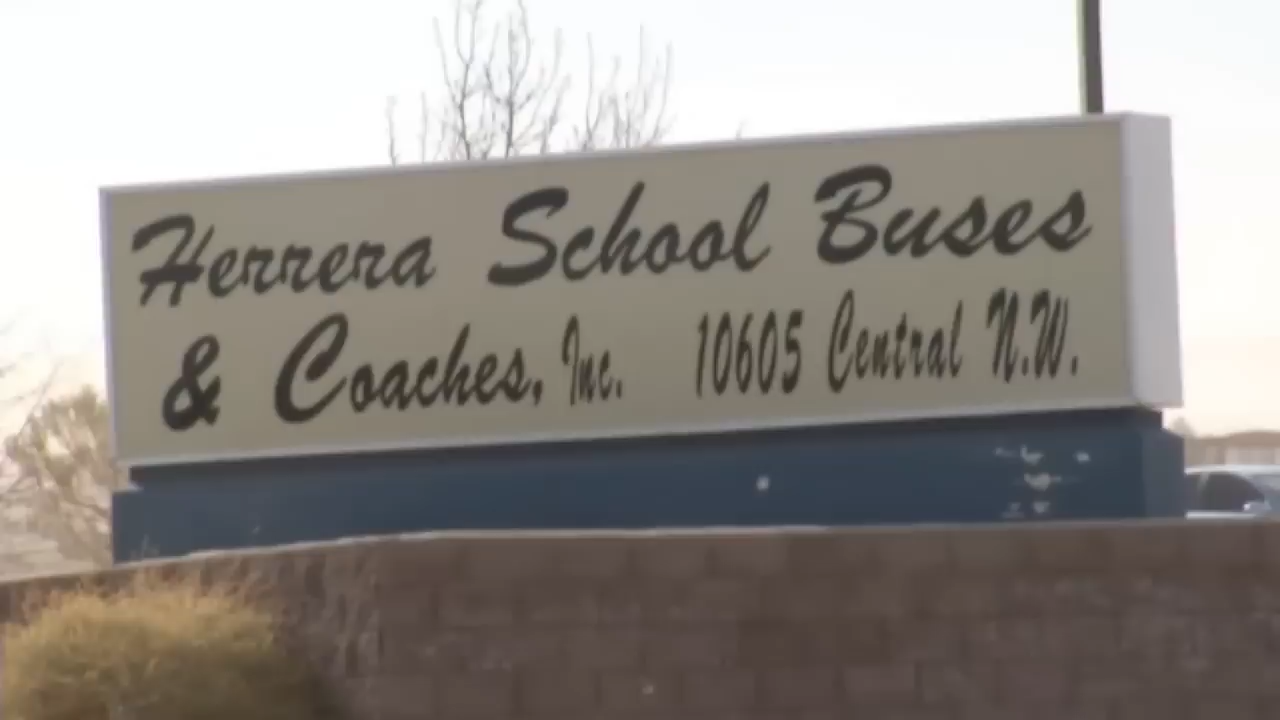 Herrera School Buses
& Coaches, Inc. 10605 Central N.W.